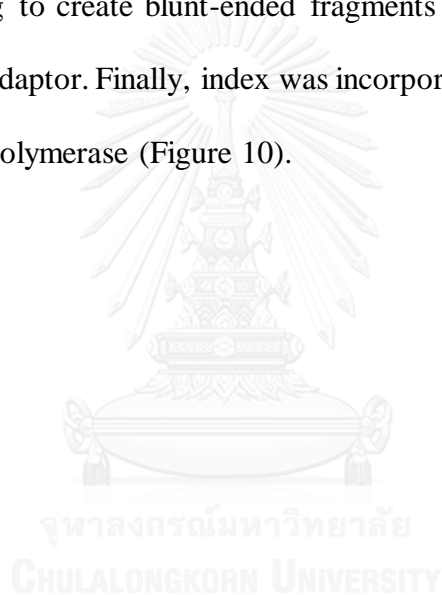 g to create blunt-ended fragments
daptor. Finally, index was incorpor
olymerase (Figure 10).
จุฬาลงกรณ์มหาวิทยาลัย
CHULALONGKORN UNIVERSITY